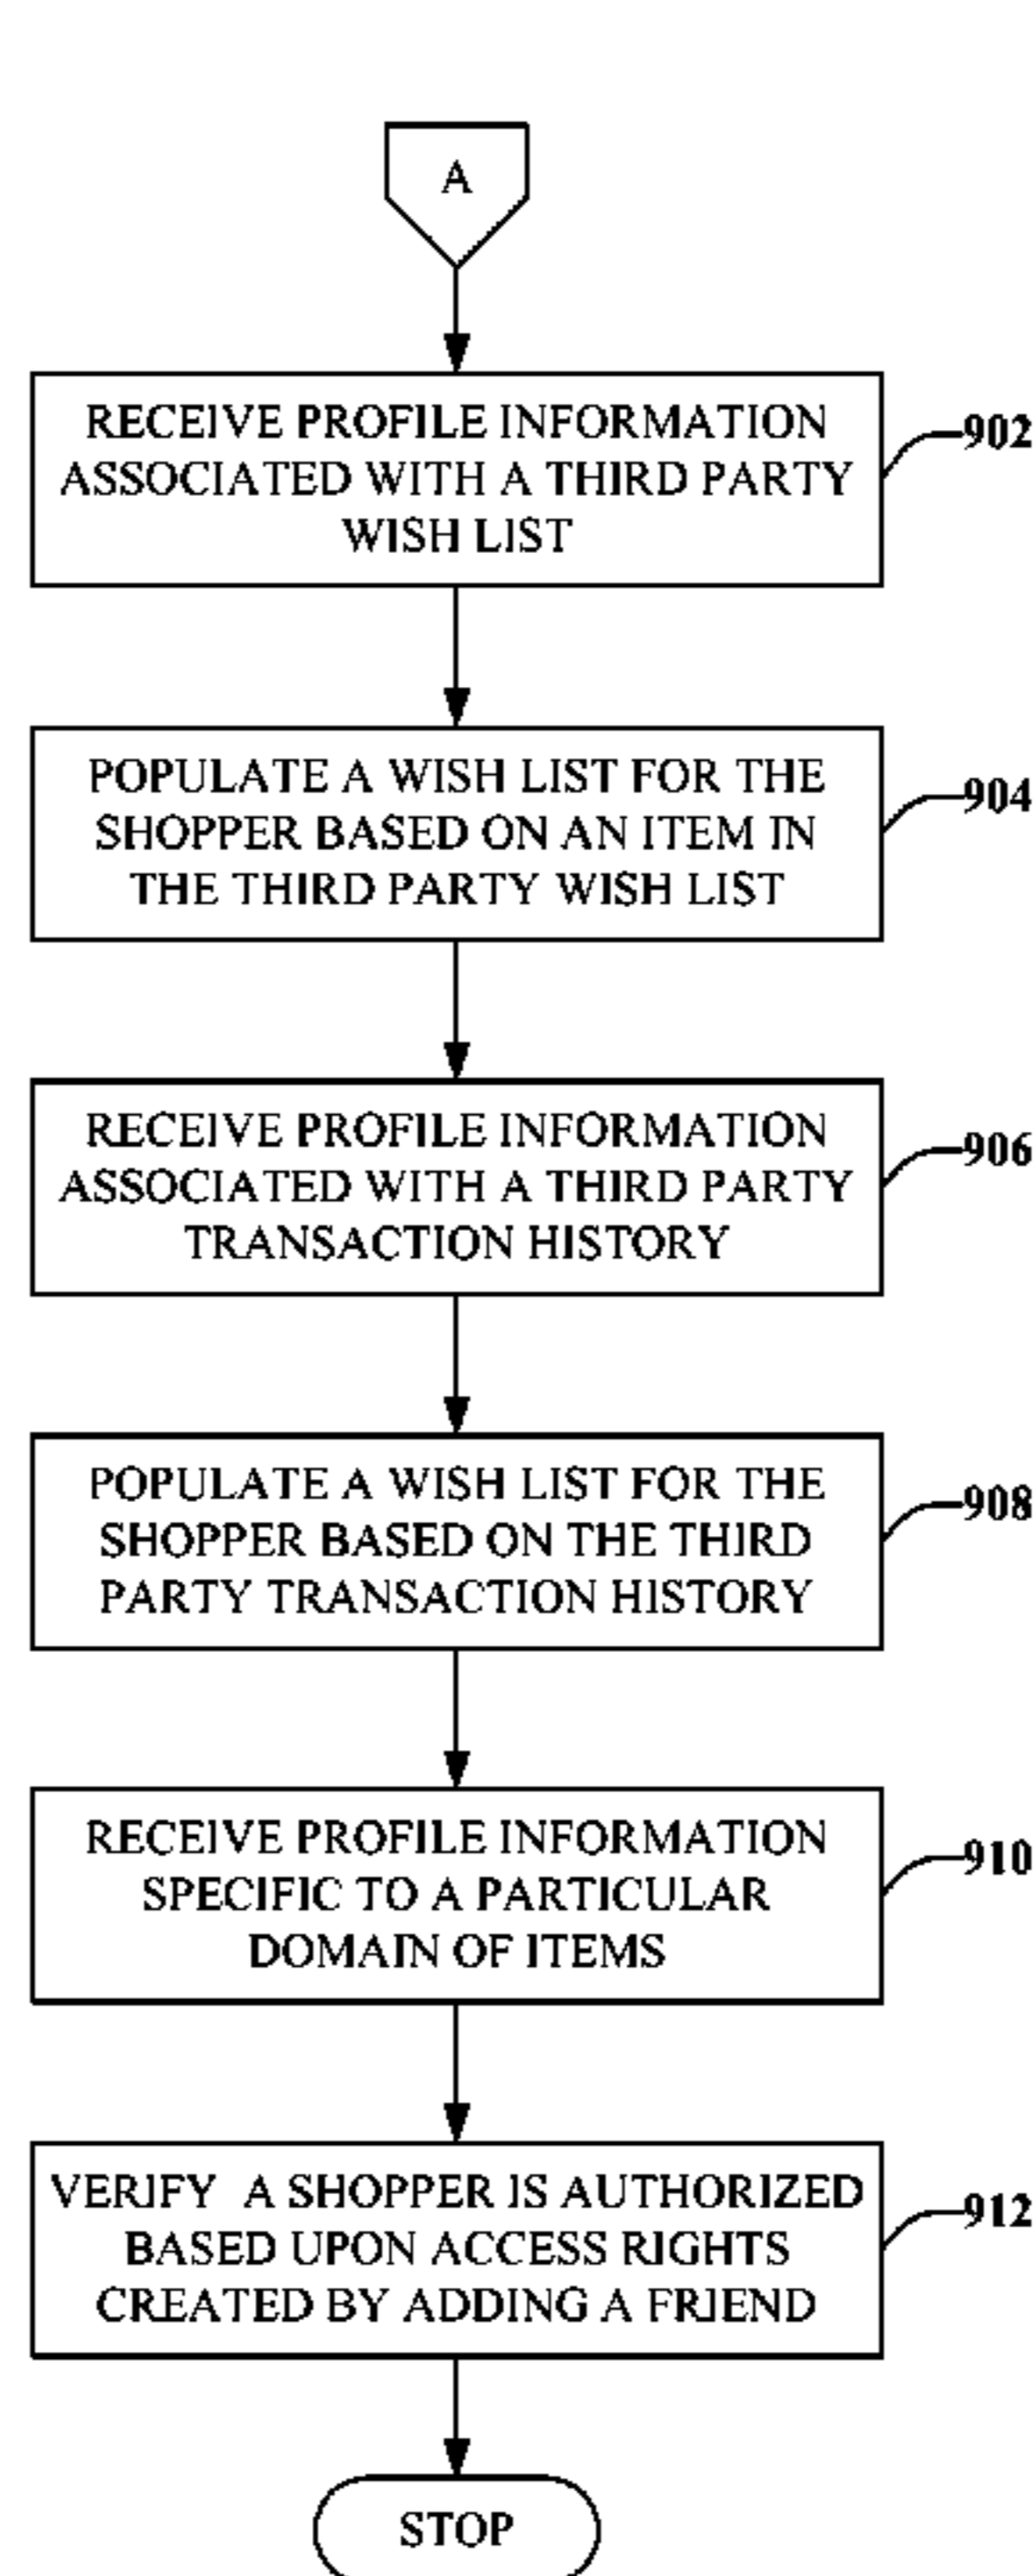 A
RECEIVE PROFILE INFORMATION
ASSOCIATED WITH A THIRD PARTY
WISH LIST
902
POPULATE A WISH LIST FOR THE
SHOPPER BASED ON AN ITEM IN
THE THIRD PARTY WISH LIST
904
RECEIVE PROFILE INFORMATION
ASSOCIATED WITH A THIRD PARTY
TRANSACTION HISTORY
906
POPULATE A WISH LIST FOR THE
SHOPPER BASED ON THE THIRD
PARTY TRANSACTION HISTORY
908
RECEIVE PROFILE INFORMATION
SPECIFIC TO A PARTICULAR
DOMAIN OF ITEMS
910
VERIFY A SHOPPER IS AUTHORIZED
BASED UPON ACCESS RIGHTS
CREATED BY ADDING A FRIEND
912
STOP